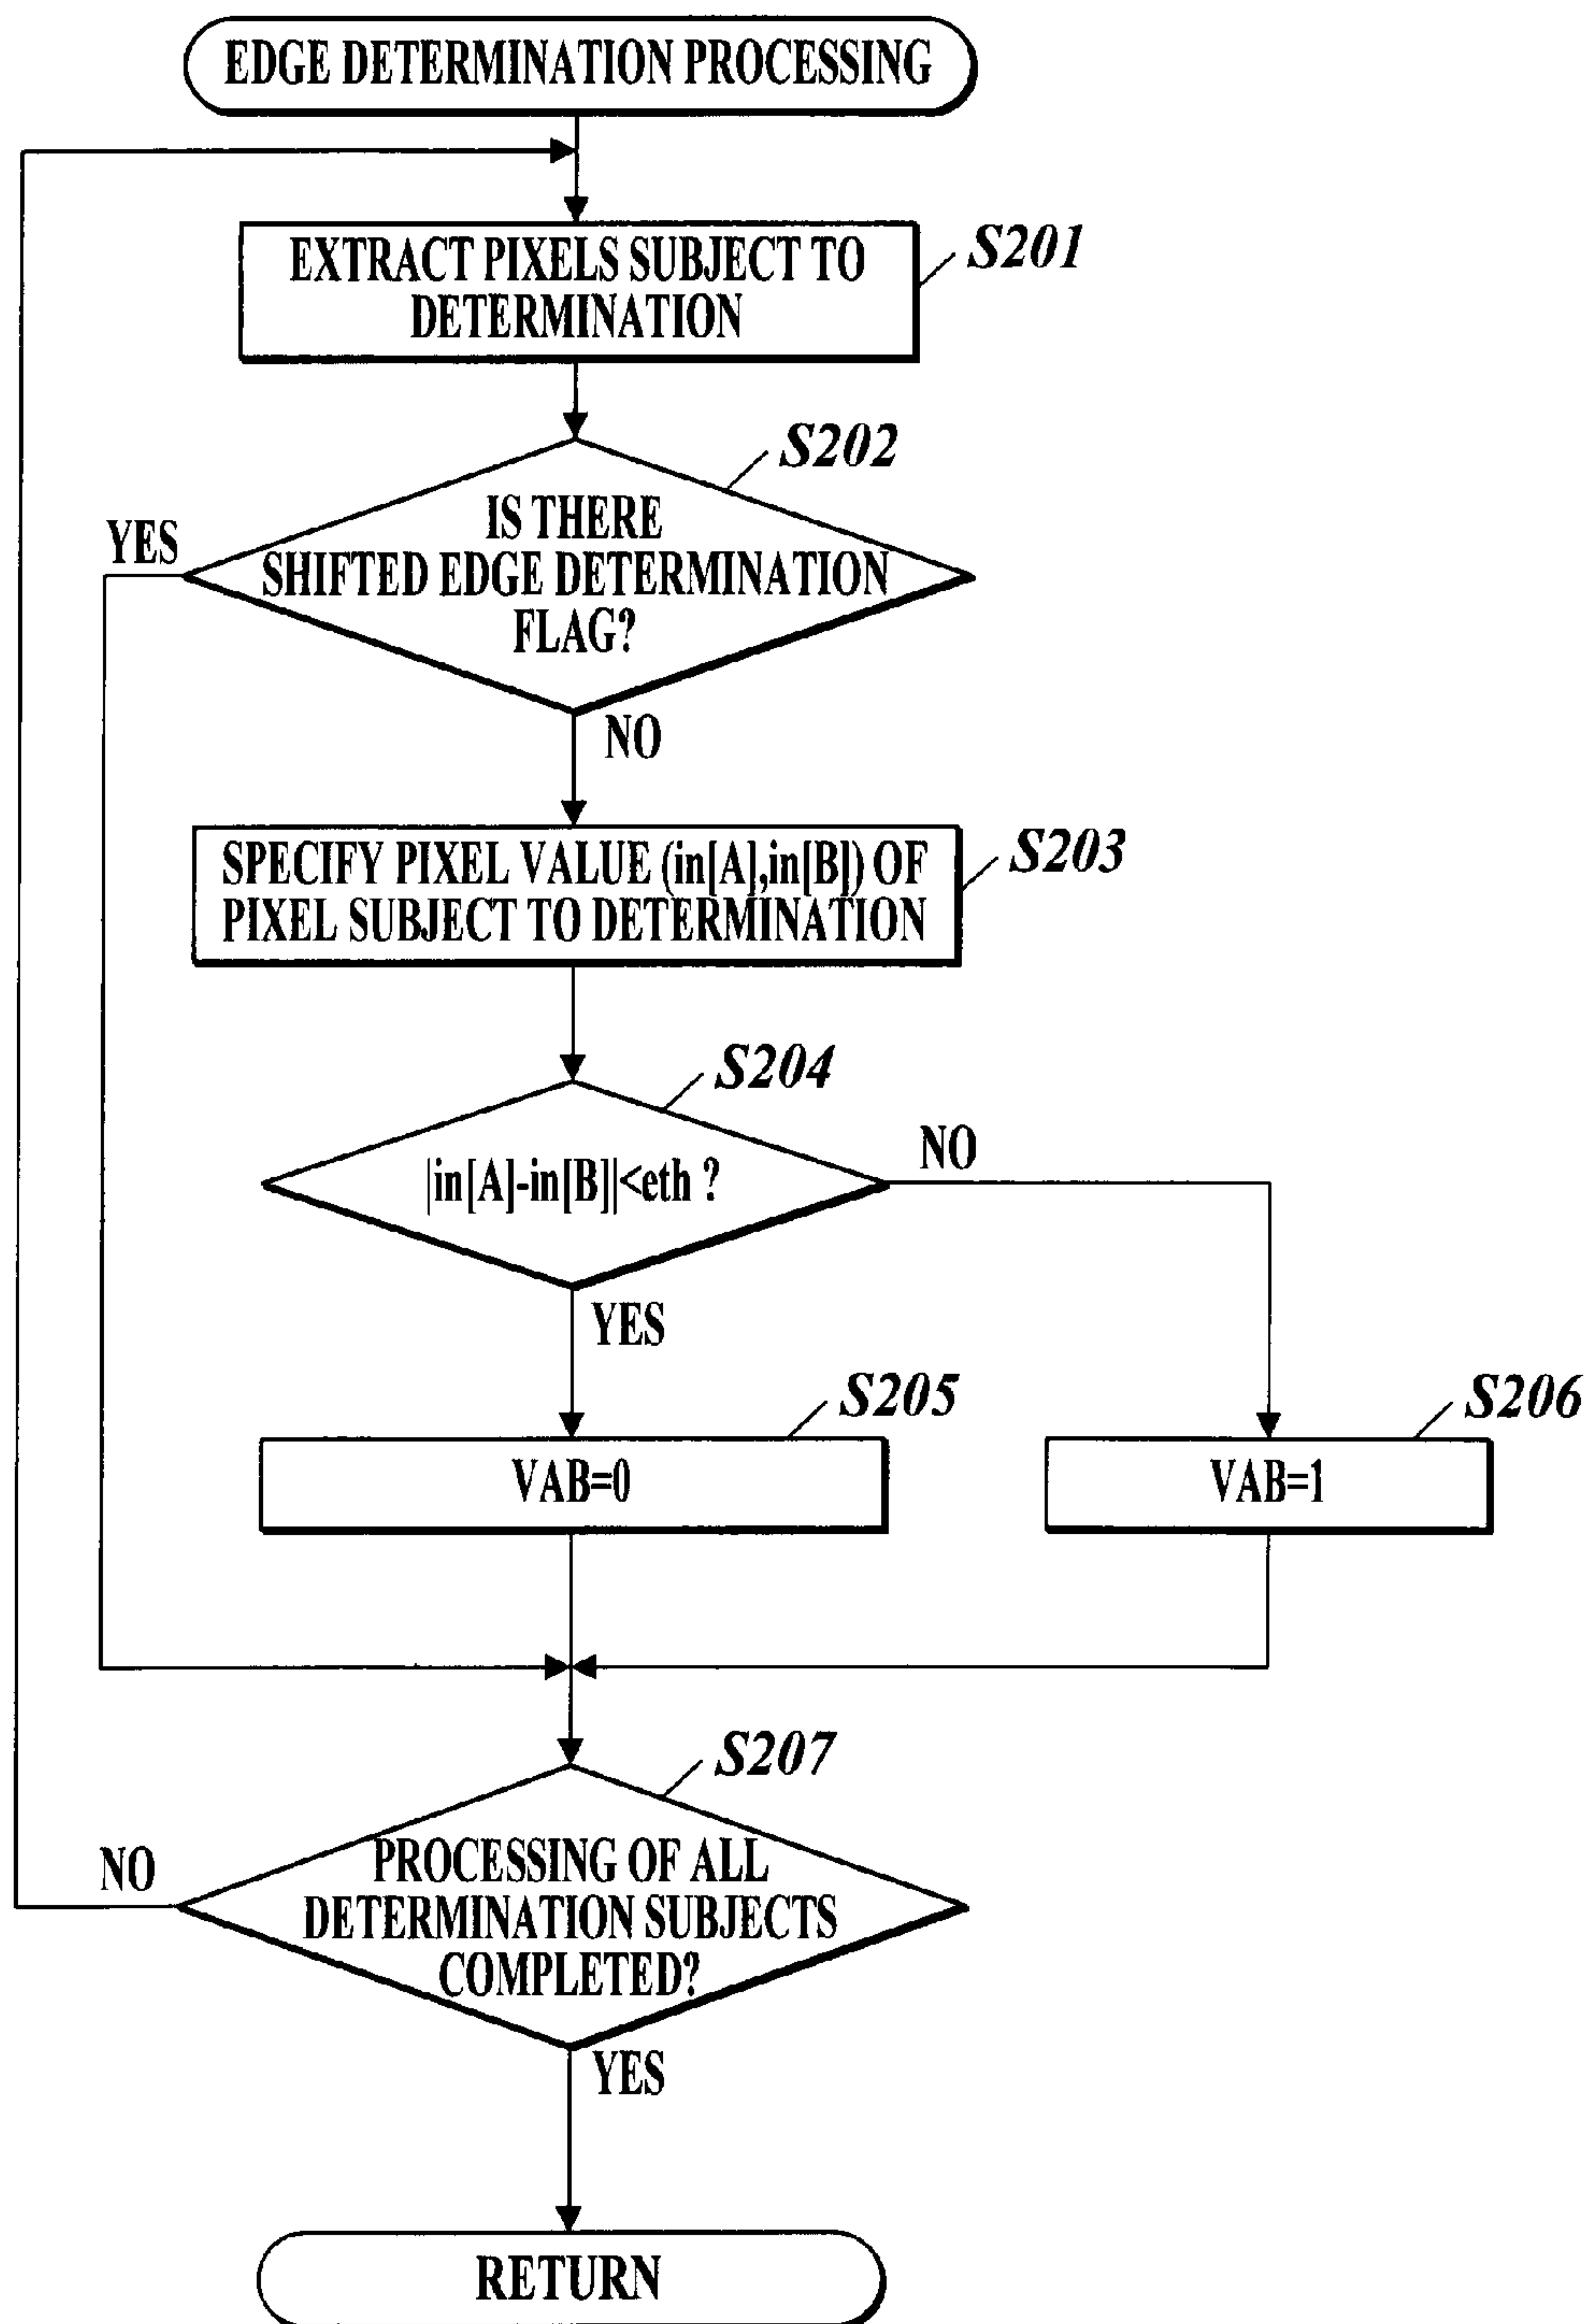 EDGE DETERMINATION PROCESSING
EXTRACT PIXELS SUBJECT TO
DETERMINATION
S201
S202
IS THERE
SHIFTED EDGE DETERMINATION
FLAG?
YES
NO
SPECIFY PIXEL VALUE (in[A],in[B]) OF
PIXEL SUBJECT TO DETERMINATION
S203
S204
|in[A]-in[B]|<eth ?
NO
YES
S205
VAB=0
S206
VAB=1
S207
PROCESSING OF ALL
DETERMINATION SUBJECTS
COMPLETED?
NO
YES
RETURN